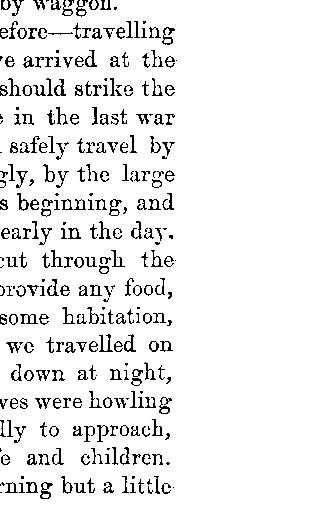 by waggon.
efore—travelling
ve arrived at the
should strike the
e in the last war
safely travel by
gly, by the large
s beginning, and
early in the day.
cut through the
provide any food,
some habitation,
we travelled on
down at night,
ves were howling
lly to approach,
fe and children.
rning but a little